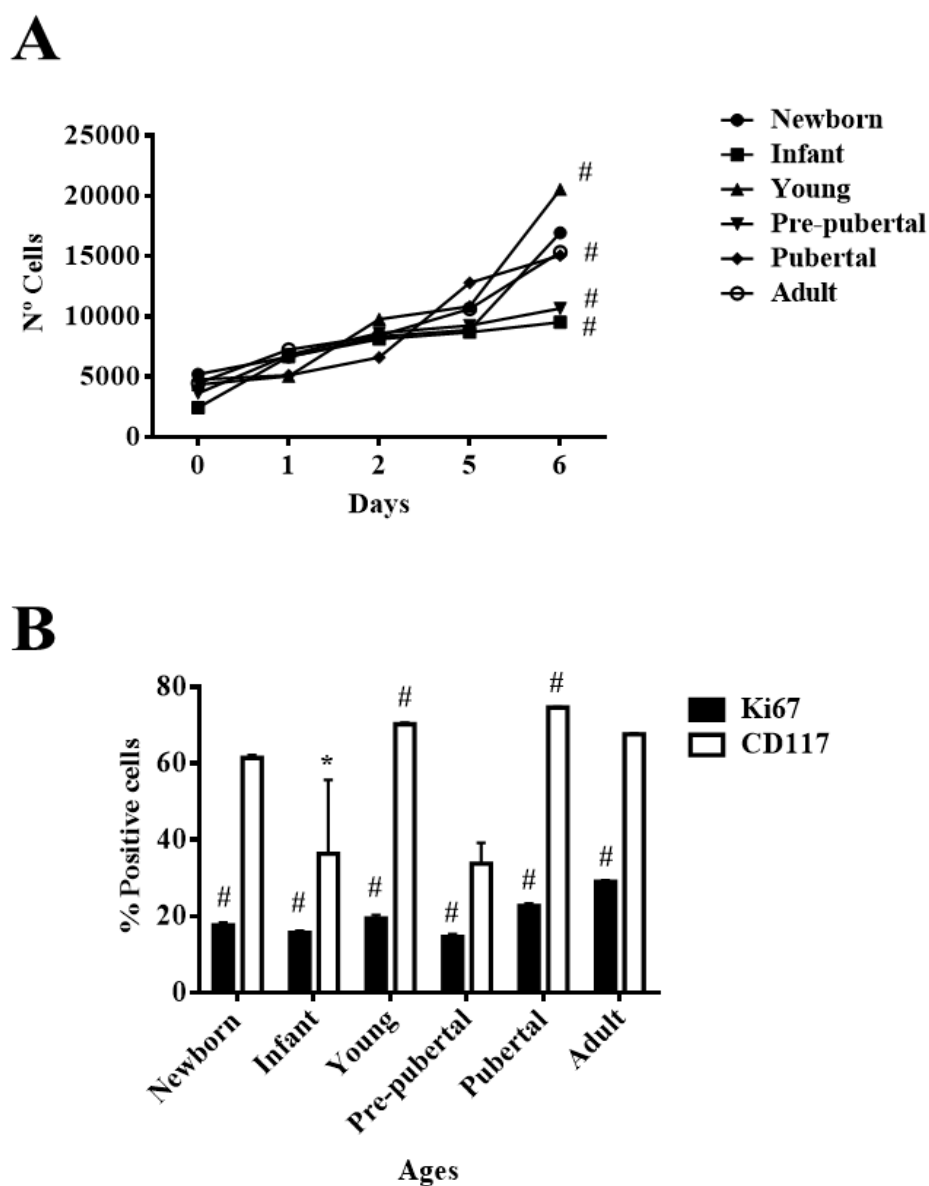 A
25000
20000
15000
10000
5000
0
Nº Cells
0 1 2 5 6
Days
Newborn
Infant
Young
Pre-pubertal
Pubertal
Adult
#
#
#
#
B
80
60
40
20
0
% Positive cells
# # * # # # # # #
Newborn
Infant
Young
Pre-pubertal
Pubertal
Adult
Ages
Ki67
CD117